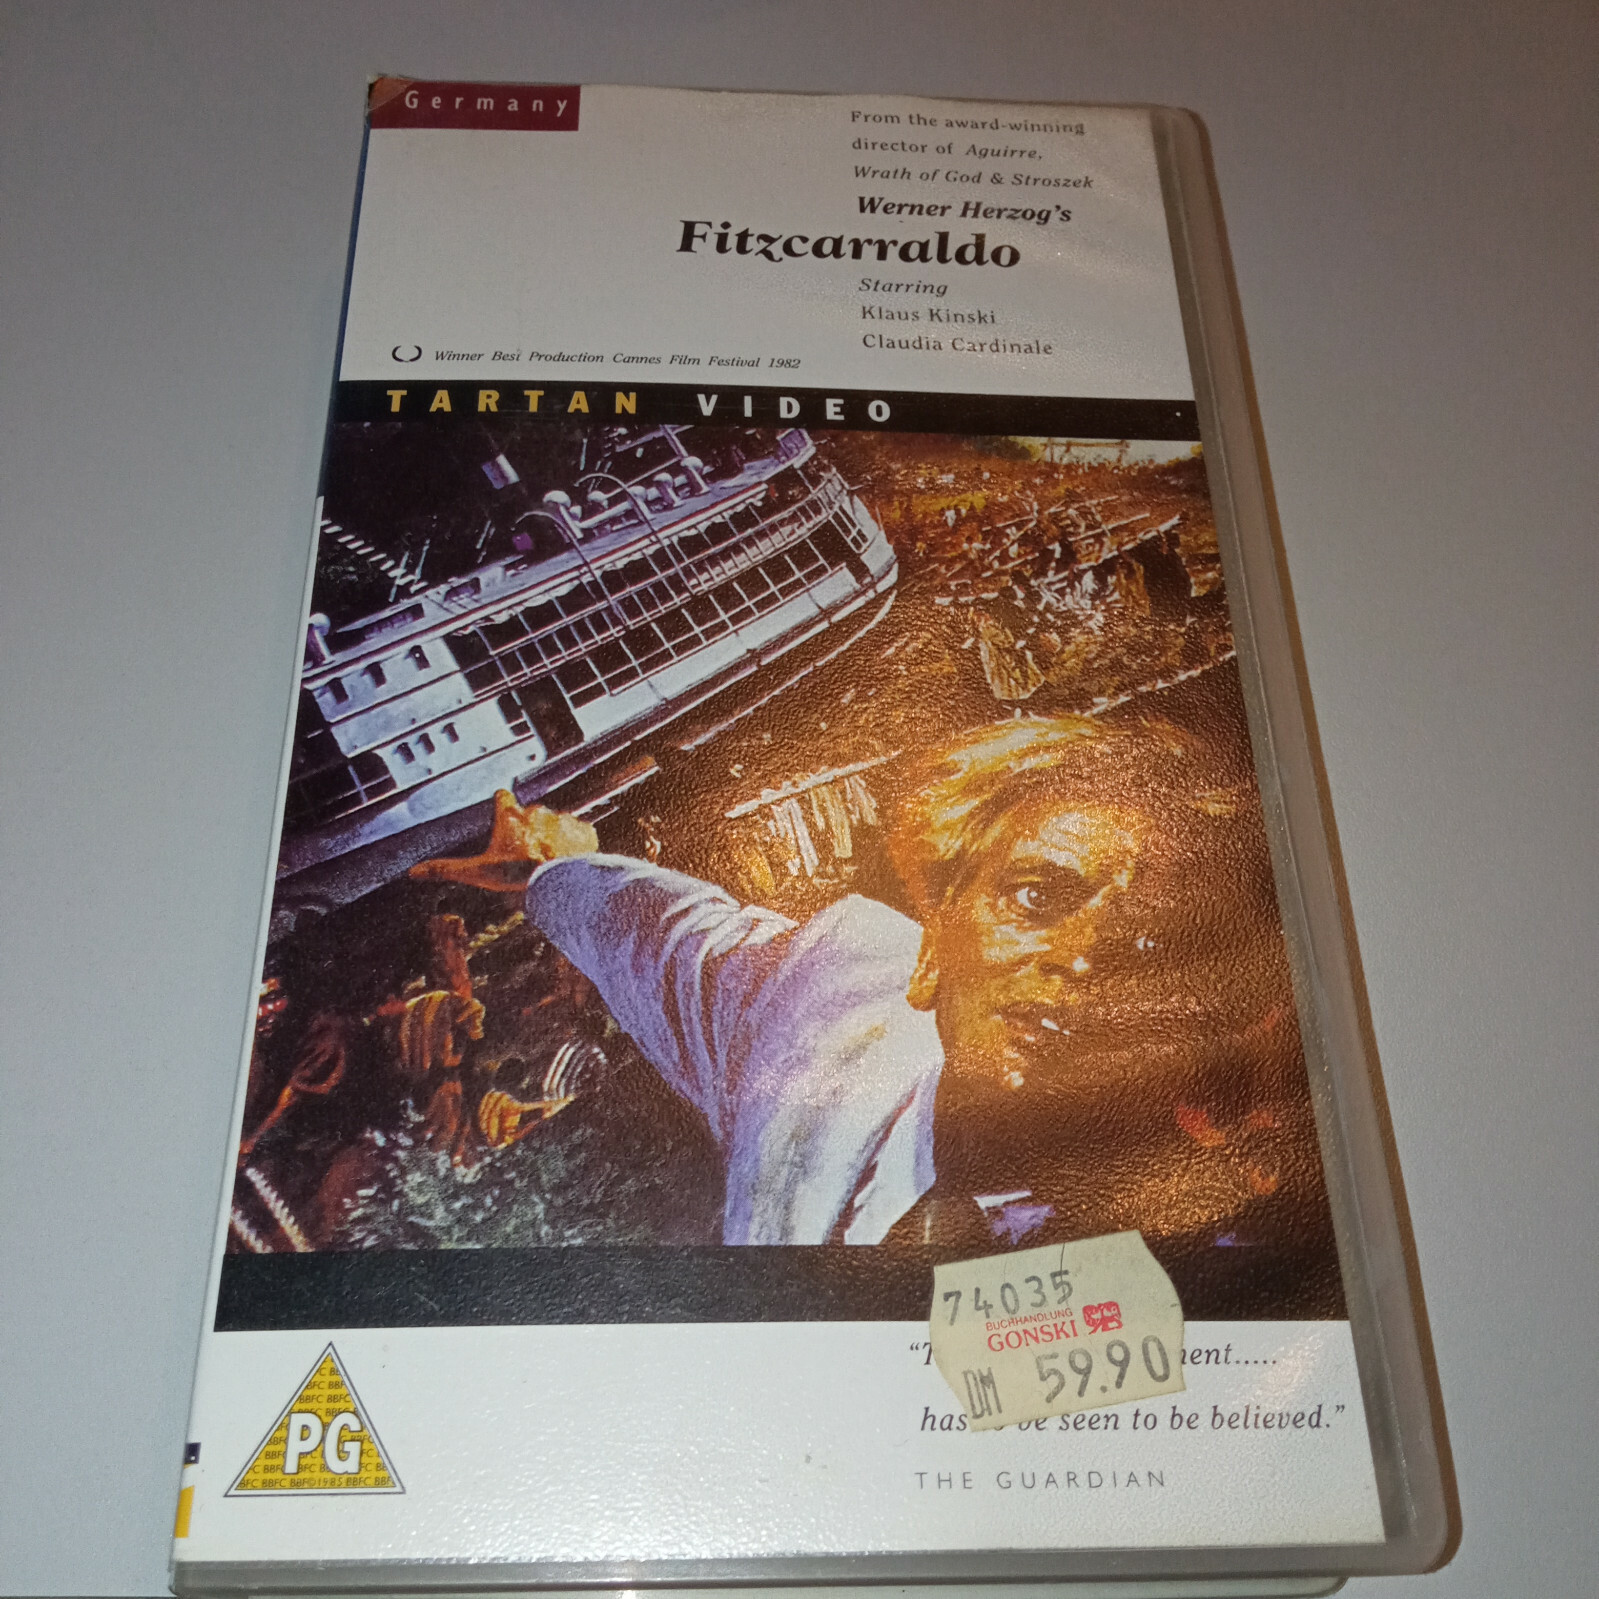 Germany
From the award-winning
director of Aguirre,
Wrath of God & Stroszek
Werner Herzog's
Fitzcarraldo
Starring
Klaus Kinski
Claudia Cardinale
Winner Best Production Cannes Film Festival 1982
TARTAN VIDEO
74035
BUCHHANDLUNG
GONSKI
DM 59.90
has be seen to be believed.”
THE GUARDIAN
PG